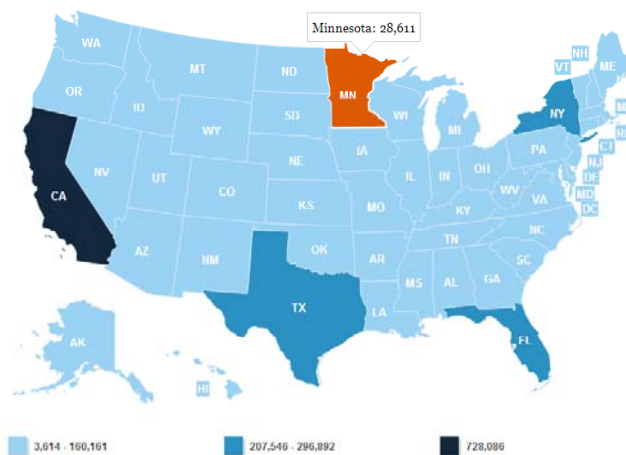 Minnesota: 28,611
WA
MT
ND
MN
VT
NH
ME
OR
ID
SD
WI
NY
WY
MI
IA
PA
CT
NJ
NE
NV
OH
IL
IN
DE
CA
UT
CO
WV
MD
VA
DC
KS
MO
KY
NC
TN
OK
AZ
NM
AR
SC
MS
AL
GA
TX
LA
FL
AK
HI
3,614 - 160,161
207,546 - 296,892
728,086